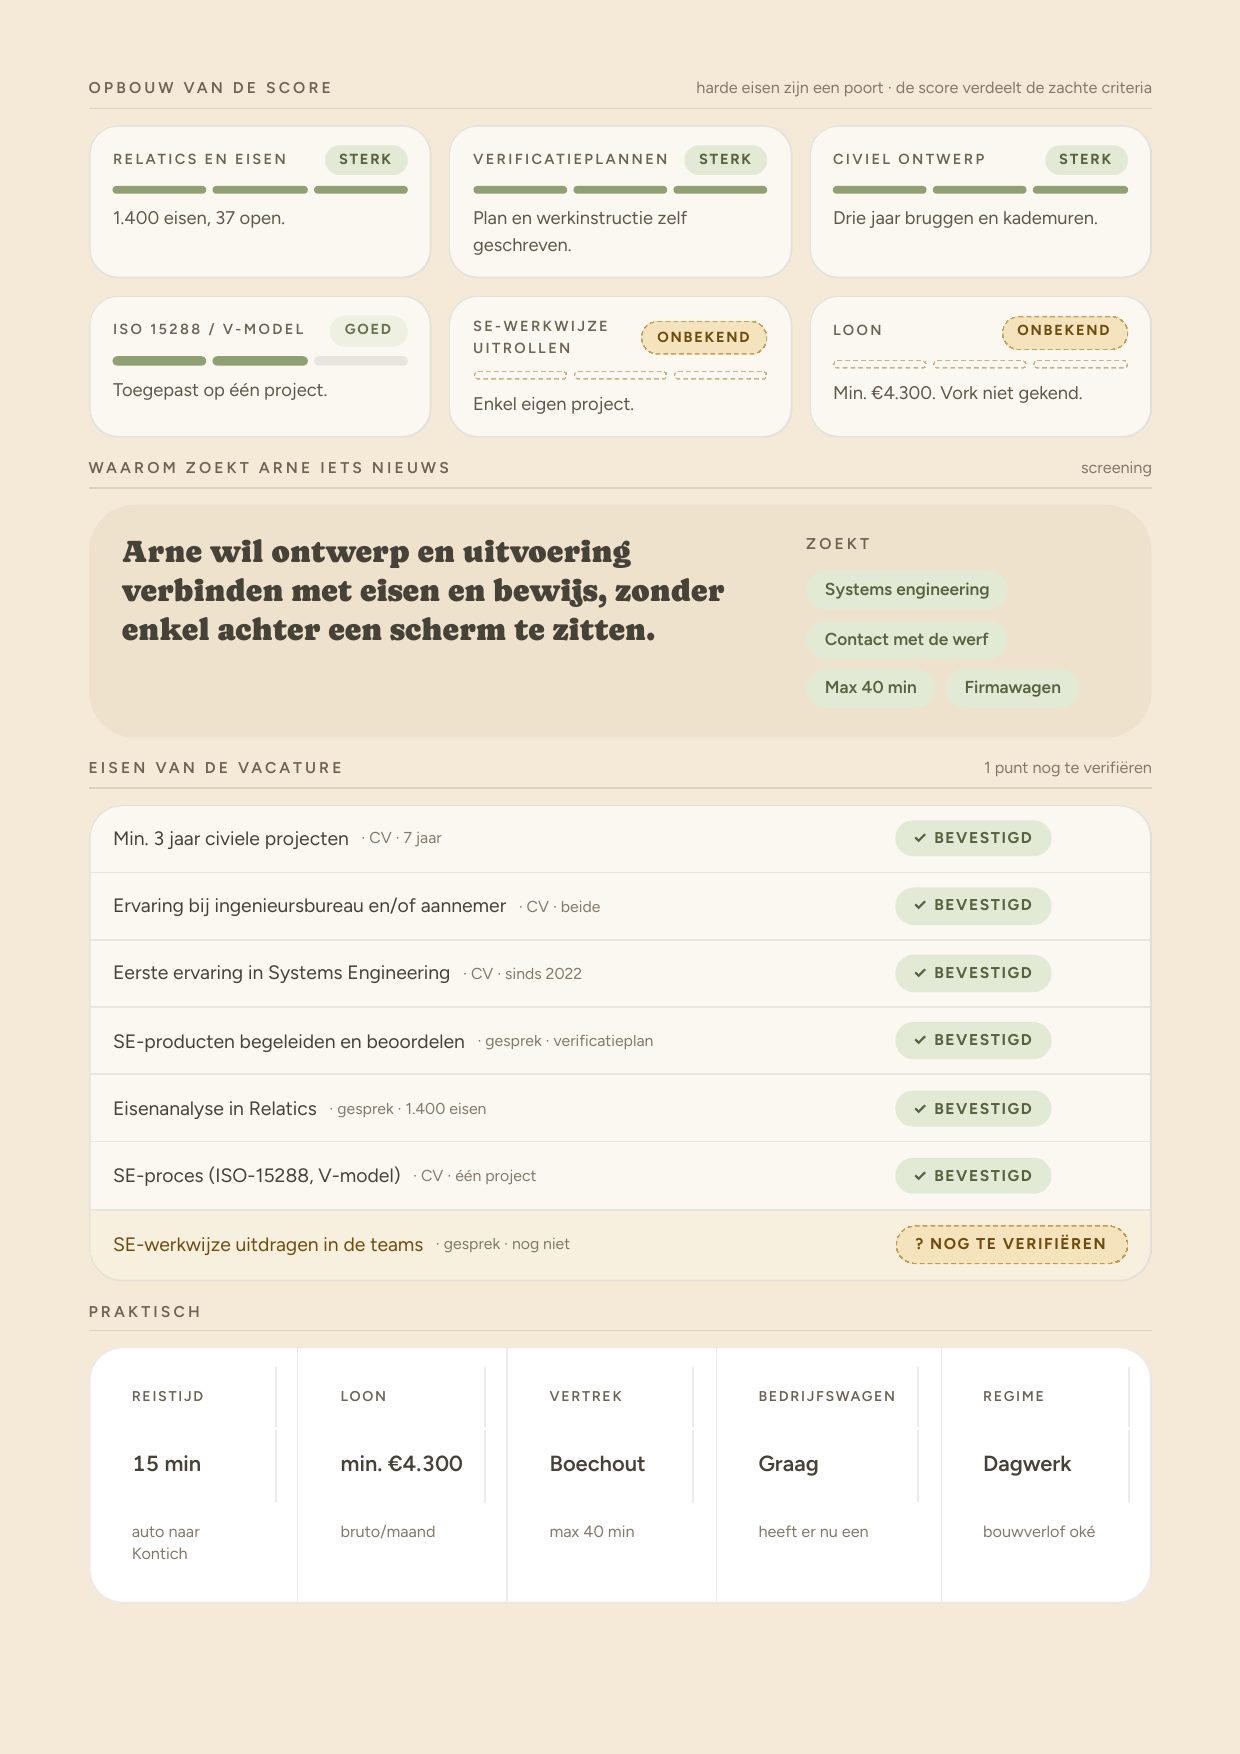 OPBOUW VAN DE SCORE
harde eisen zijn een poort · de score verdeelt de zachte criteria
RELATICS EN EISEN
STERK
1.400 eisen, 37 open.
VERIFICATIEPLANNEN
STERK
Plan en werkinstructie zelf
geschreven.
CIVIEL ONTWERP
STERK
Drie jaar bruggen en kademuren.
ISO 15288 / V-MODEL
GOED
Toegepast op één project.
SE-WERKWIJZE
UITROLLEN
ONBEKEND
Enkel eigen project.
LOON
ONBEKEND
Min. €4.300. Vork niet gekend.
WAAROM ZOEKT ARNE IETS NIEUWS
screening
Arne wil ontwerp en uitvoering
verbinden met eisen en bewijs, zonder
enkel achter een scherm te zitten.
ZOEKT
Systems engineering
Contact met de werf
Max 40 min
Firmawagen
EISEN VAN DE VACATURE
1 punt nog te verifiëren
Min. 3 jaar civiele projecten · CV · 7 jaar
✓ BEVESTIGD
Ervaring bij ingenieursbureau en/of aannemer · CV · beide
✓ BEVESTIGD
Eerste ervaring in Systems Engineering · CV · sinds 2022
✓ BEVESTIGD
SE-producten begeleiden en beoordelen · gesprek · verificatieplan
✓ BEVESTIGD
Eisenanalyse in Relatics · gesprek · 1.400 eisen
✓ BEVESTIGD
SE-proces (ISO-15288, V-model) · CV · één project
✓ BEVESTIGD
SE-werkwijze uitdragen in de teams · gesprek · nog niet
? NOG TE VERIFIËREN
PRAKTISCH
REISTIJD
15 min
auto naar
Kontich
LOON
min. €4.300
bruto/maand
VERTREK
Boechout
max 40 min
BEDRIJFSWAGEN
Graag
heeft er nu een
REGIME
Dagwerk
bouwverlof oké